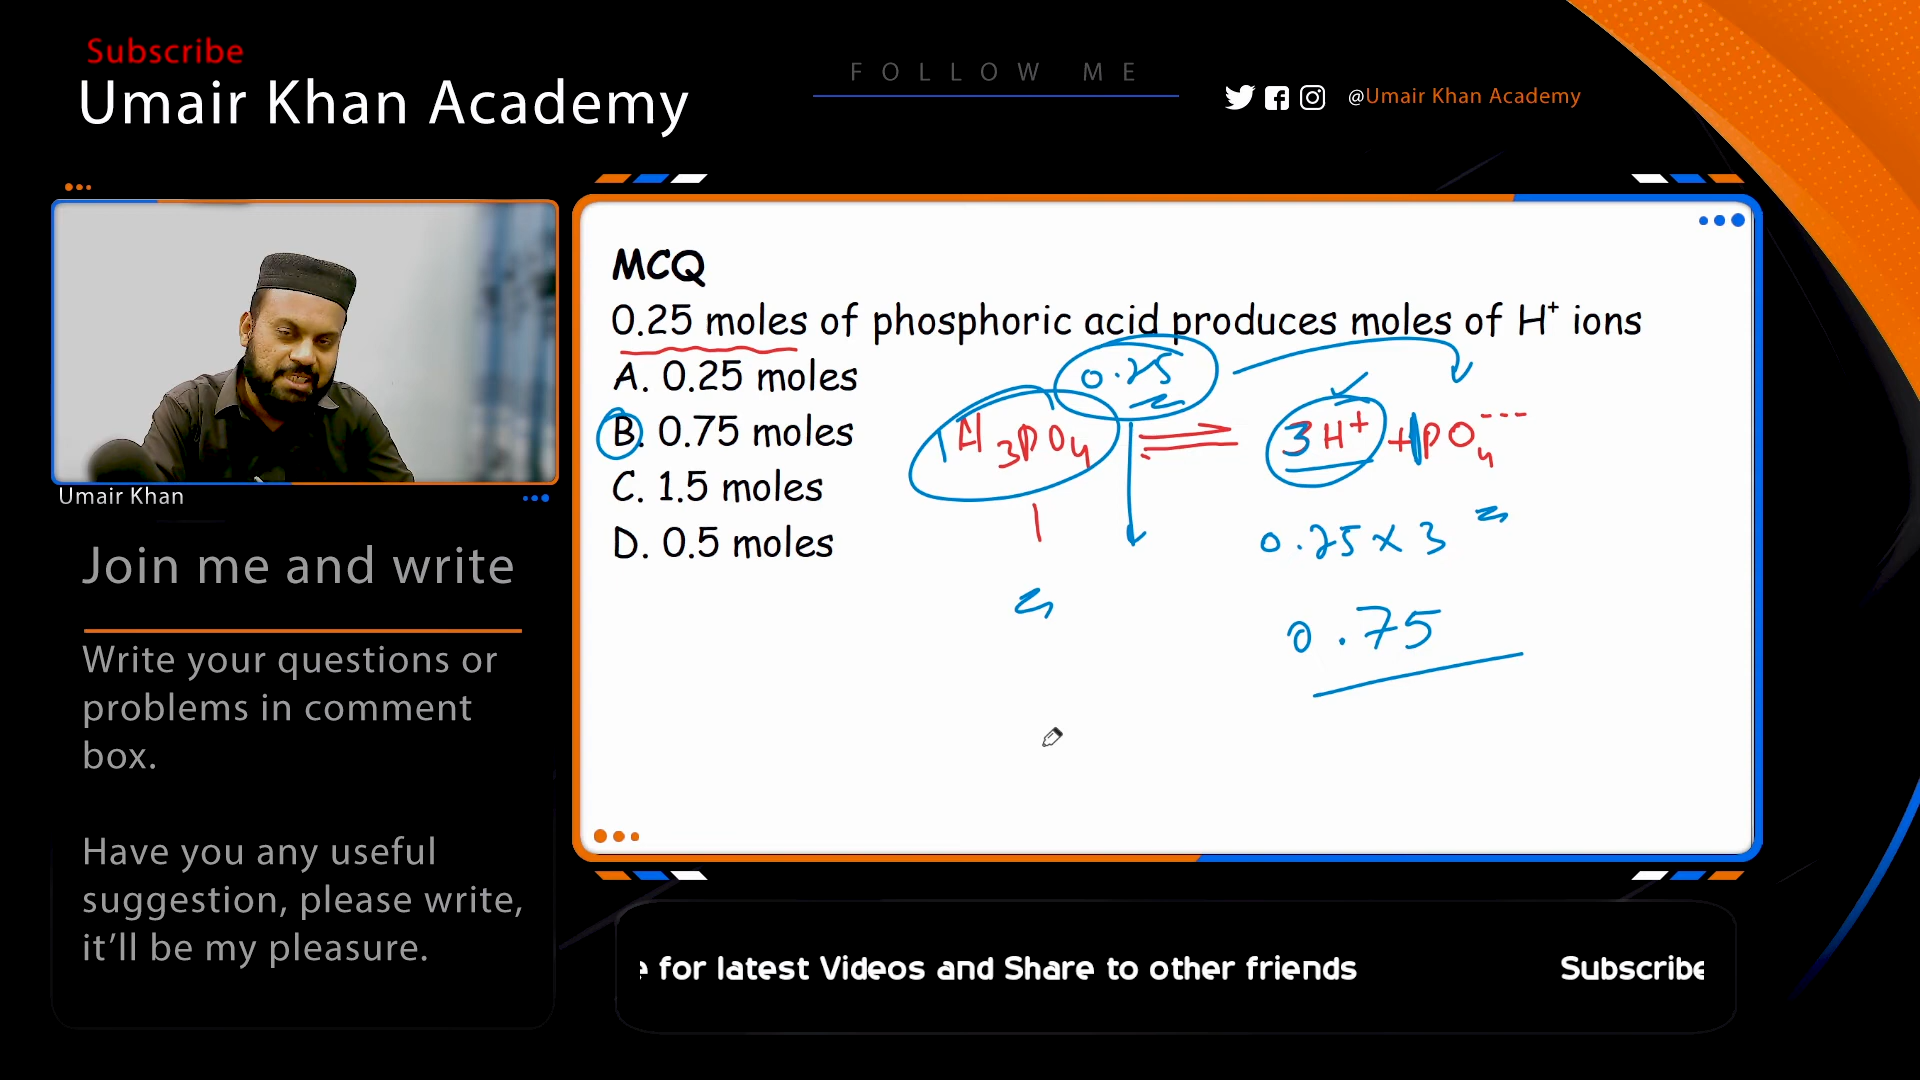 Subscribe
Umair Khan Academy
FOLLOW ME
@Umair Khan Academy
Umair Khan
Join me and write
Write your questions or
problems in comment
box.
Have you any useful
suggestion, please write,
it'll be my pleasure.
MCQ
0.25 moles of phosphoric acid produces moles of H⁺ ions
A. 0.25 moles
B. 0.75 moles
C. 1.5 moles
D. 0.5 moles
0.25
1 H₃PO₄ ⇌ 3H⁺ + 1PO₄⁻⁻⁻
1
0.25 x 3
0.75
e for latest Videos and Share to other friends
Subscribe